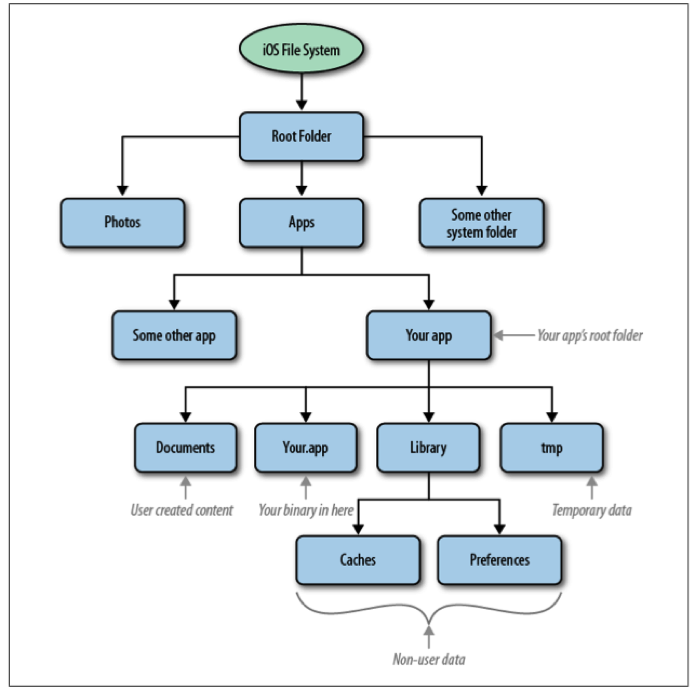 iOS File System
Root Folder
Photos
Apps
Some other
system folder
Some other app
Your app
Your app's root folder
Documents
Your.app
Library
tmp
User created content
Your binary in here
Temporary data
Caches
Preferences
Non-user data